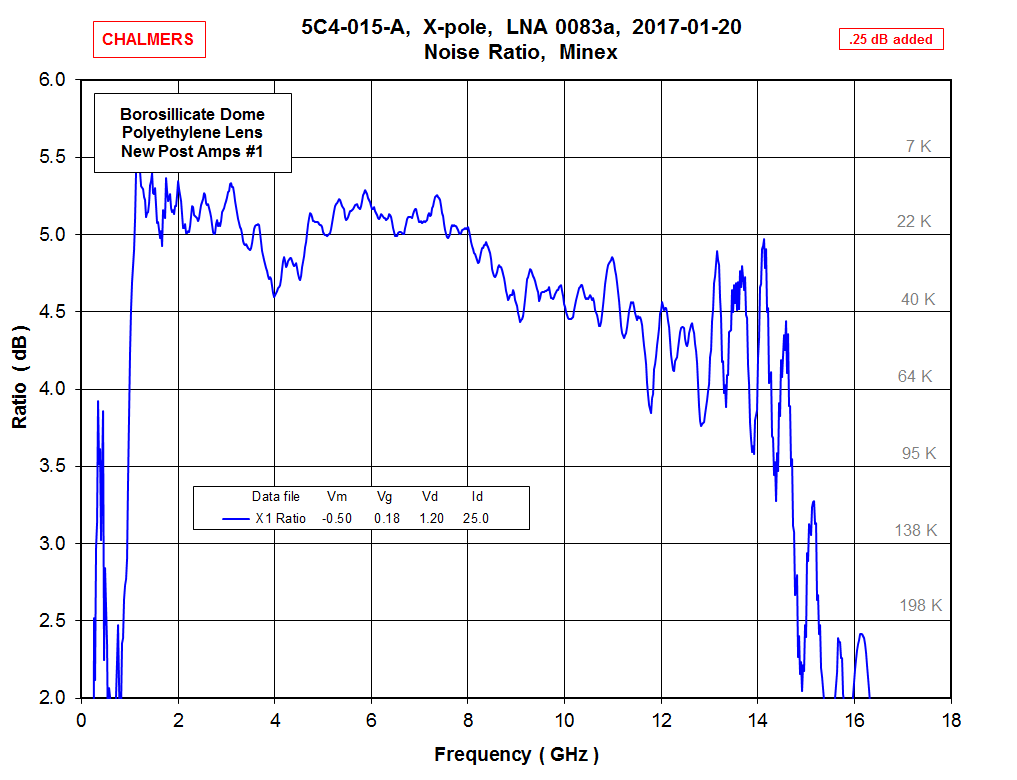 5C4-015-A, X-pole, LNA 0083a, 2017-01-20
Noise Ratio, Minex
CHALMERS
.25 dB added
Borosillicate Dome
Polyethylene Lens
New Post Amps #1
Ratio ( dB )
6.0
5.5
5.0
4.5
4.0
3.5
3.0
2.5
2.0
7 K
22 K
40 K
64 K
95 K
138 K
198 K
Data file Vm Vg Vd Id
X1 Ratio -0.50 0.18 1.20 25.0
0 2 4 6 8 10 12 14 16 18
Frequency ( GHz )